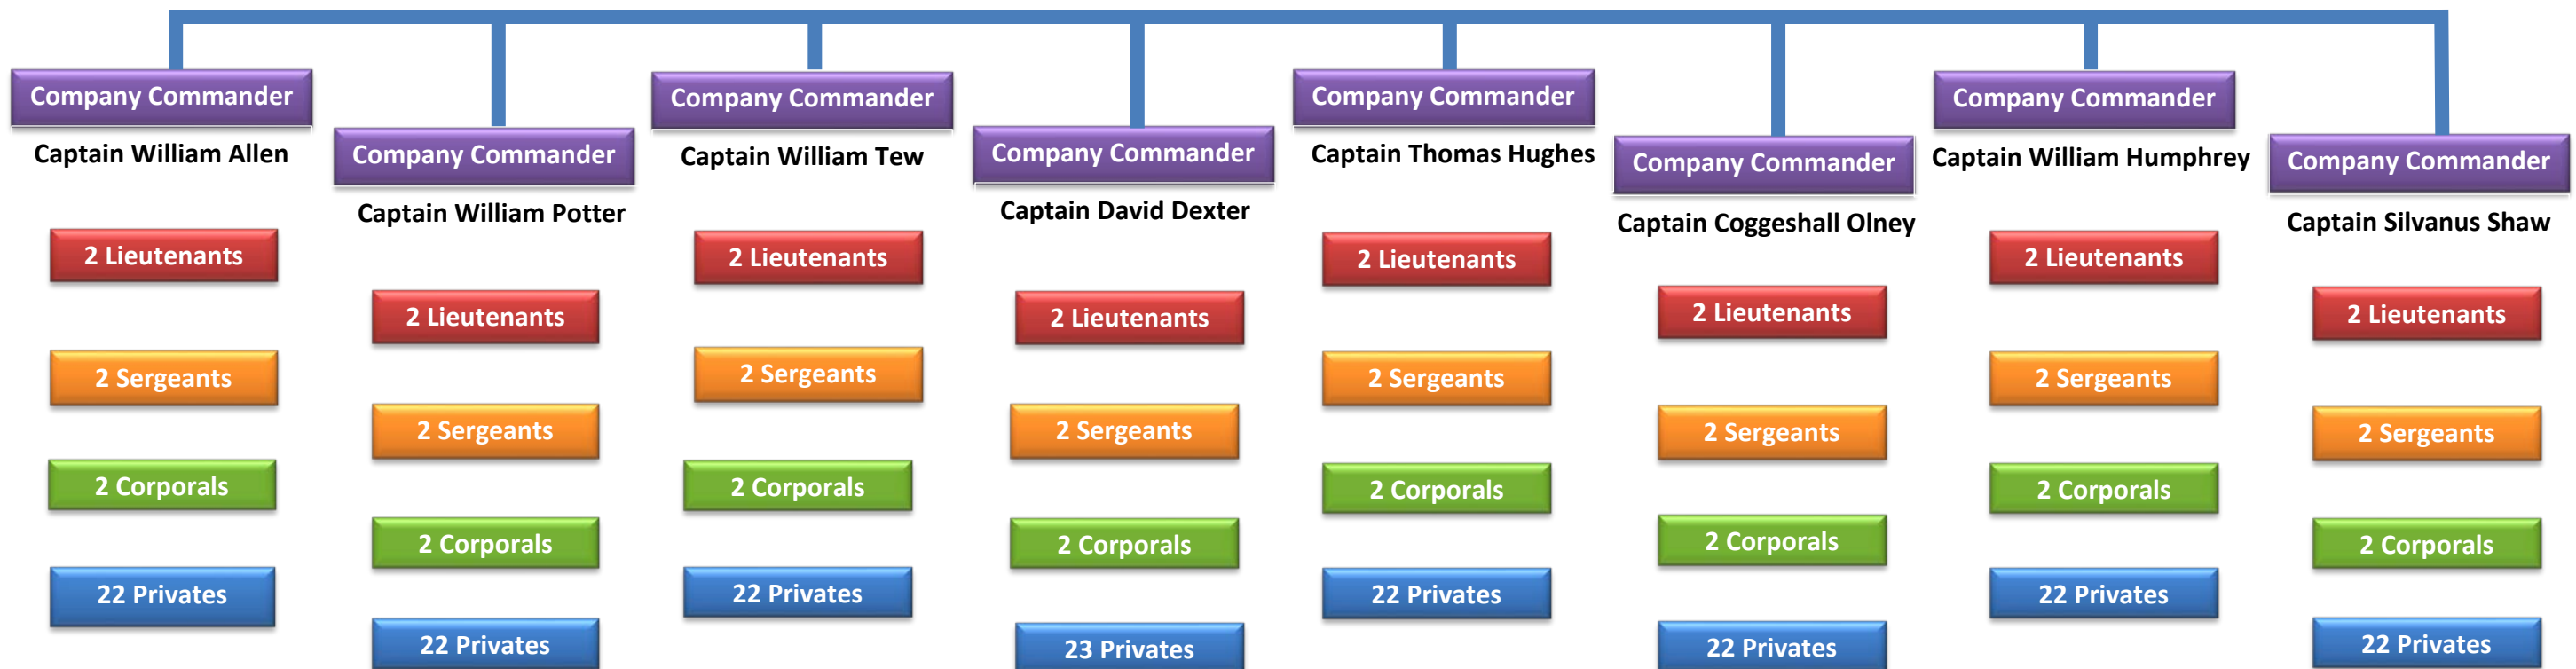 Company Commander
Captain William Allen
2 Lieutenants
2 Sergeants
2 Corporals
22 Privates
Company Commander
Captain William Potter
2 Lieutenants
2 Sergeants
2 Corporals
22 Privates
Company Commander
Captain William Tew
2 Lieutenants
2 Sergeants
2 Corporals
22 Privates
Company Commander
Captain David Dexter
2 Lieutenants
2 Sergeants
2 Corporals
23 Privates
Company Commander
Captain Thomas Hughes
2 Lieutenants
2 Sergeants
2 Corporals
22 Privates
Company Commander
Captain Coggeshall Olney
2 Lieutenants
2 Sergeants
2 Corporals
22 Privates
Company Commander
Captain William Humphrey
2 Lieutenants
2 Sergeants
2 Corporals
22 Privates
Company Commander
Captain Silvanus Shaw
2 Lieutenants
2 Sergeants
2 Corporals
22 Privates